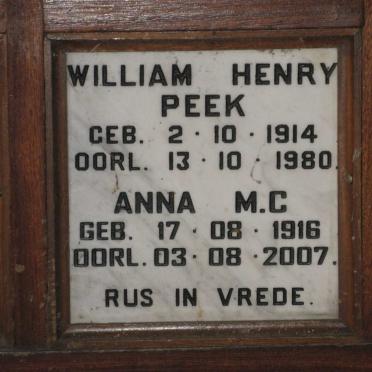 WILLIAM HENRY
PEEK
GEB. 2 · 10 · 1914
OORL. 13 · 10 · 1980.
ANNA M.C
GEB. 17 · 08 · 1916
OORL. 03 · 08 · 2007.
RUS IN VREDE.